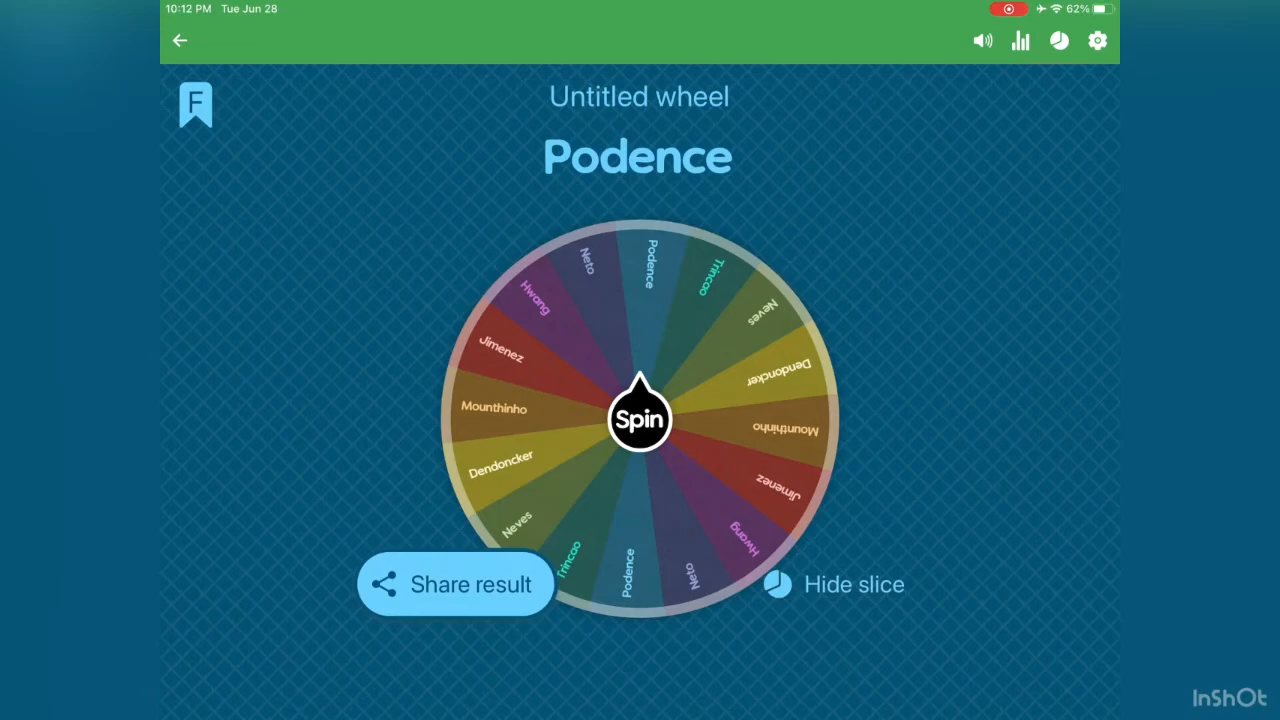 10:12 PM Tue Jun 28
62%
F
Untitled wheel
Podence
Podence
Trincao
Neves
Dendoncker
Mounthinho
Jimenez
Hwang
Neto
Podence
Trincao
Neves
Dendoncker
Mounthinho
Jimenez
Hwang
Neto
Spin
Share result
Hide slice
InShOt